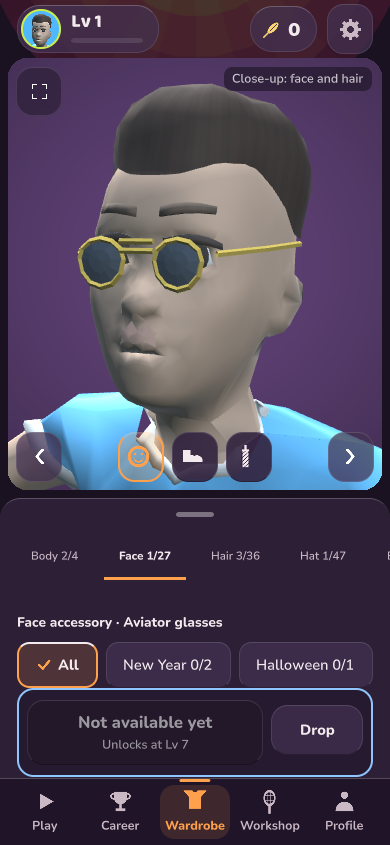 Lv 1
0
Close-up: face and hair
Body 2/4
Face 1/27
Hair 3/36
Hat 1/47
Face accessory · Aviator glasses
All
New Year 0/2
Halloween 0/1
Not available yet
Unlocks at Lv 7
Drop
Play
Career
Wardrobe
Workshop
Profile